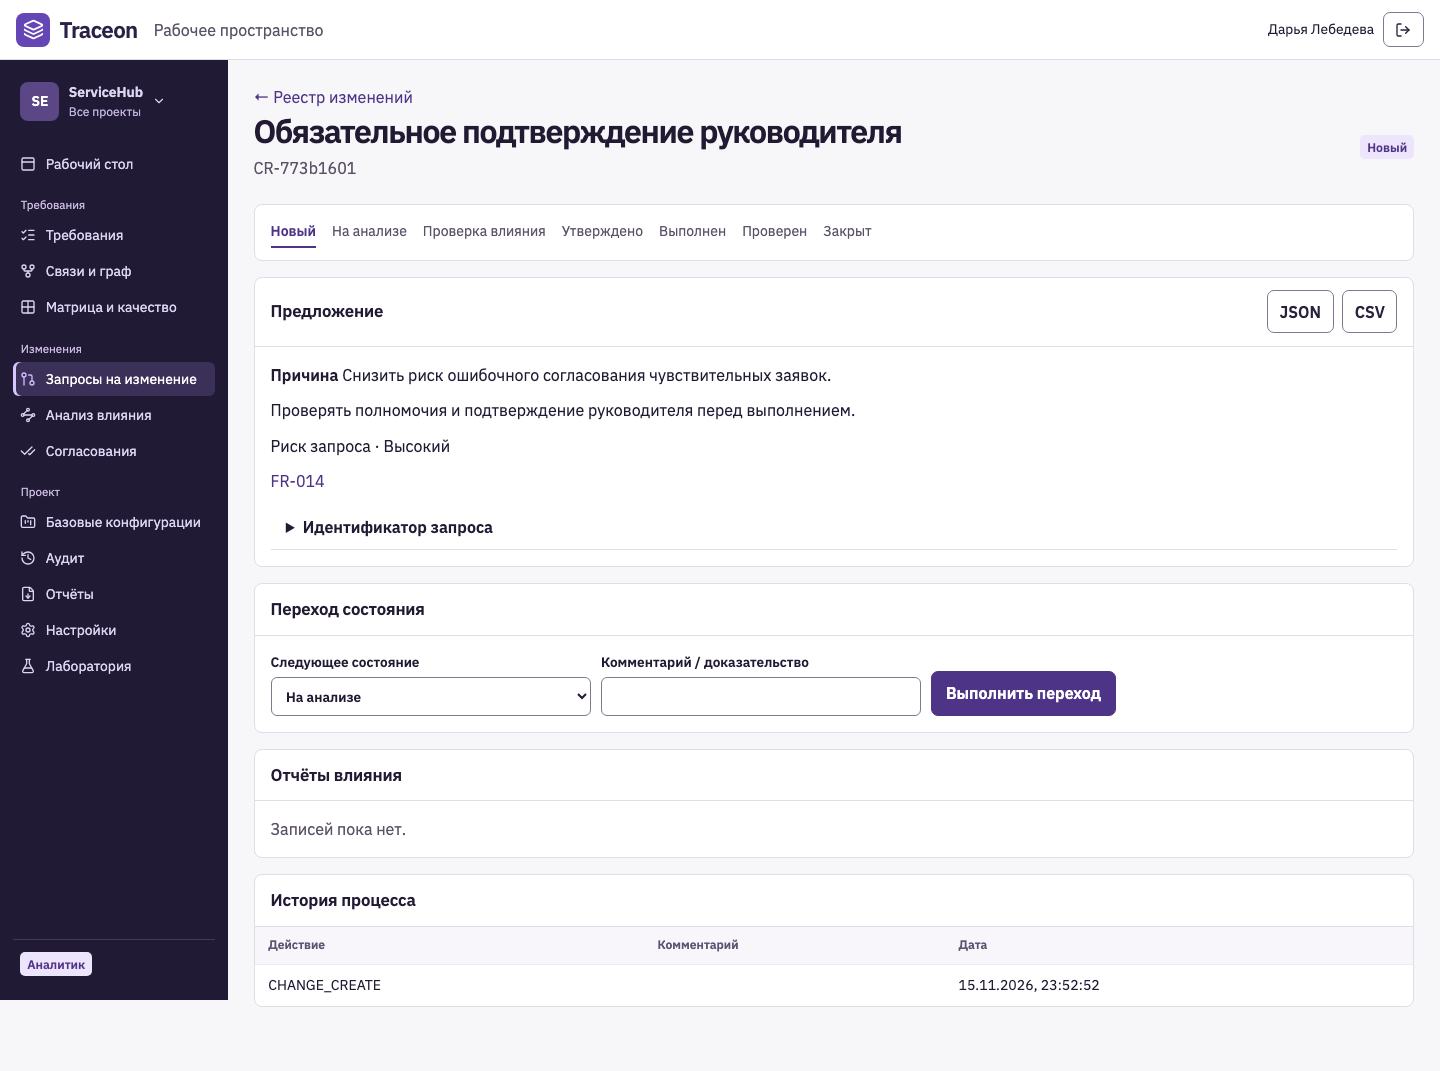 Traceon
Рабочее пространство
Дарья Лебедева
SE
ServiceHub
Все проекты
Рабочий стол
Требования
Требования
Связи и граф
Матрица и качество
Изменения
Запросы на изменение
Анализ влияния
Согласования
Проект
Базовые конфигурации
Аудит
Отчёты
Настройки
Лаборатория
Аналитик
← Реестр изменений
Обязательное подтверждение руководителя
CR-773b1601
Новый
Новый На анализе Проверка влияния Утверждено Выполнен Проверен Закрыт
Предложение
JSON CSV
Причина Снизить риск ошибочного согласования чувствительных заявок.
Проверять полномочия и подтверждение руководителя перед выполнением.
Риск запроса · Высокий
FR-014
▶ Идентификатор запроса
Переход состояния
Следующее состояние Комментарий / доказательство
На анализе
Выполнить переход
Отчёты влияния
Записей пока нет.
История процесса
Действие Комментарий Дата
CHANGE_CREATE 15.11.2026, 23:52:52